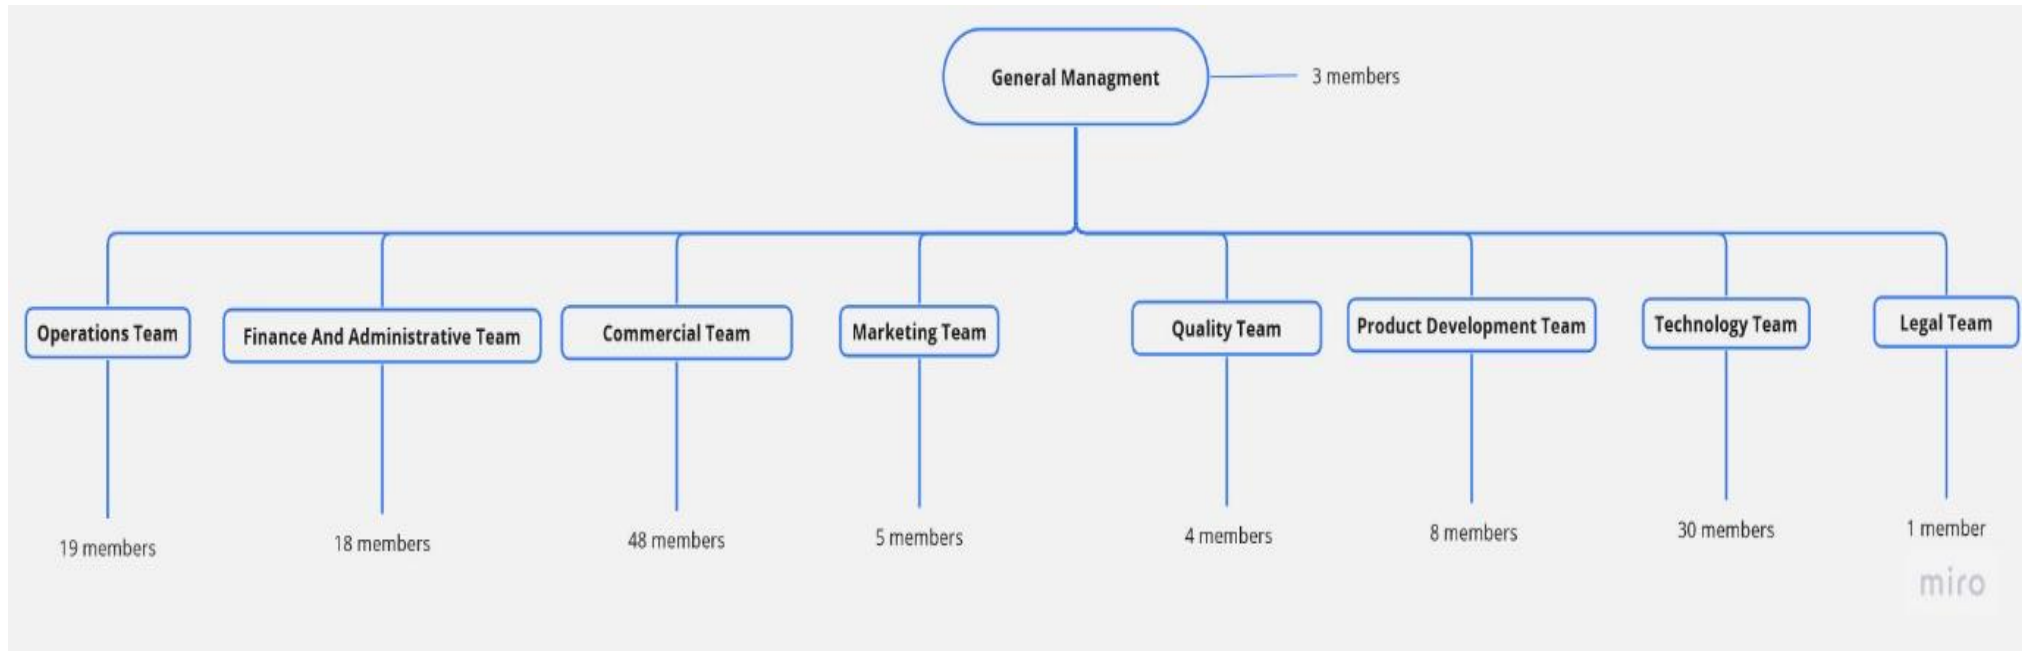 General Managment
3 members
Operations Team
Finance And Administrative Team
Commercial Team
Marketing Team
Quality Team
Product Development Team
Technology Team
Legal Team
19 members
18 members
48 members
5 members
4 members
8 members
30 members
1 member
miro